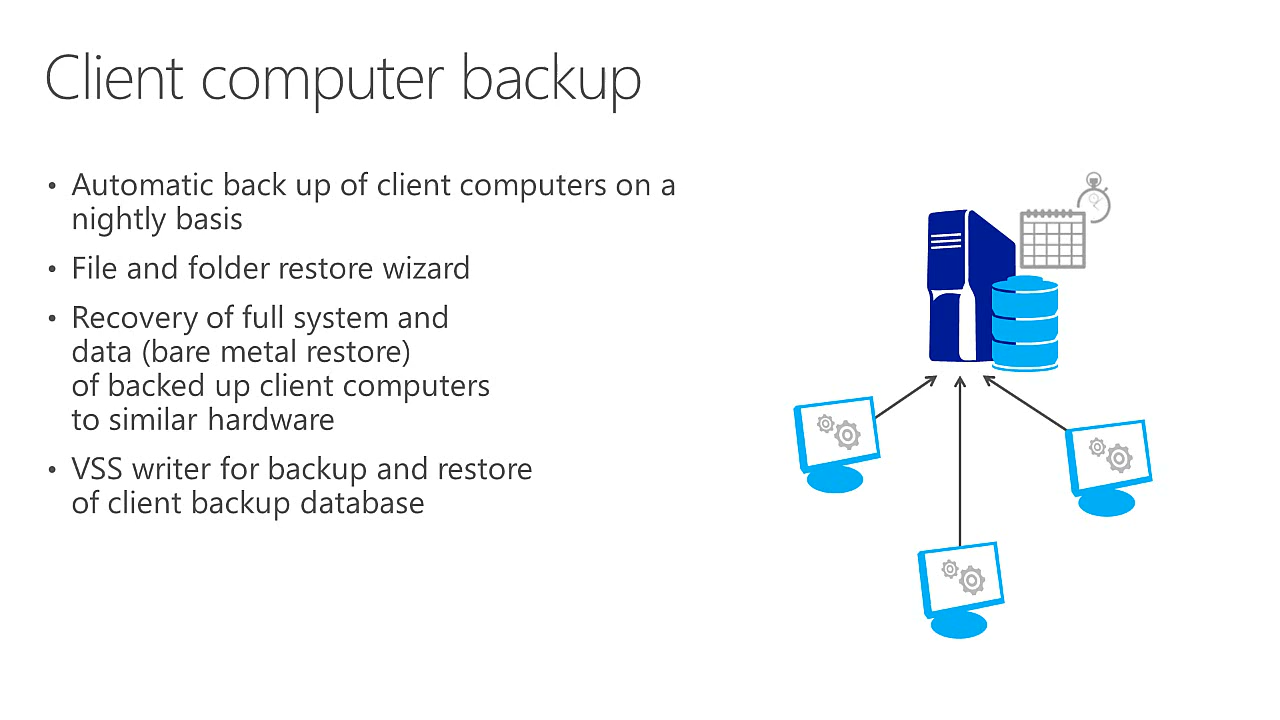 Client computer backup
• Automatic back up of client computers on a
nightly basis
• File and folder restore wizard
• Recovery of full system and
data (bare metal restore)
of backed up client computers
to similar hardware
• VSS writer for backup and restore
of client backup database